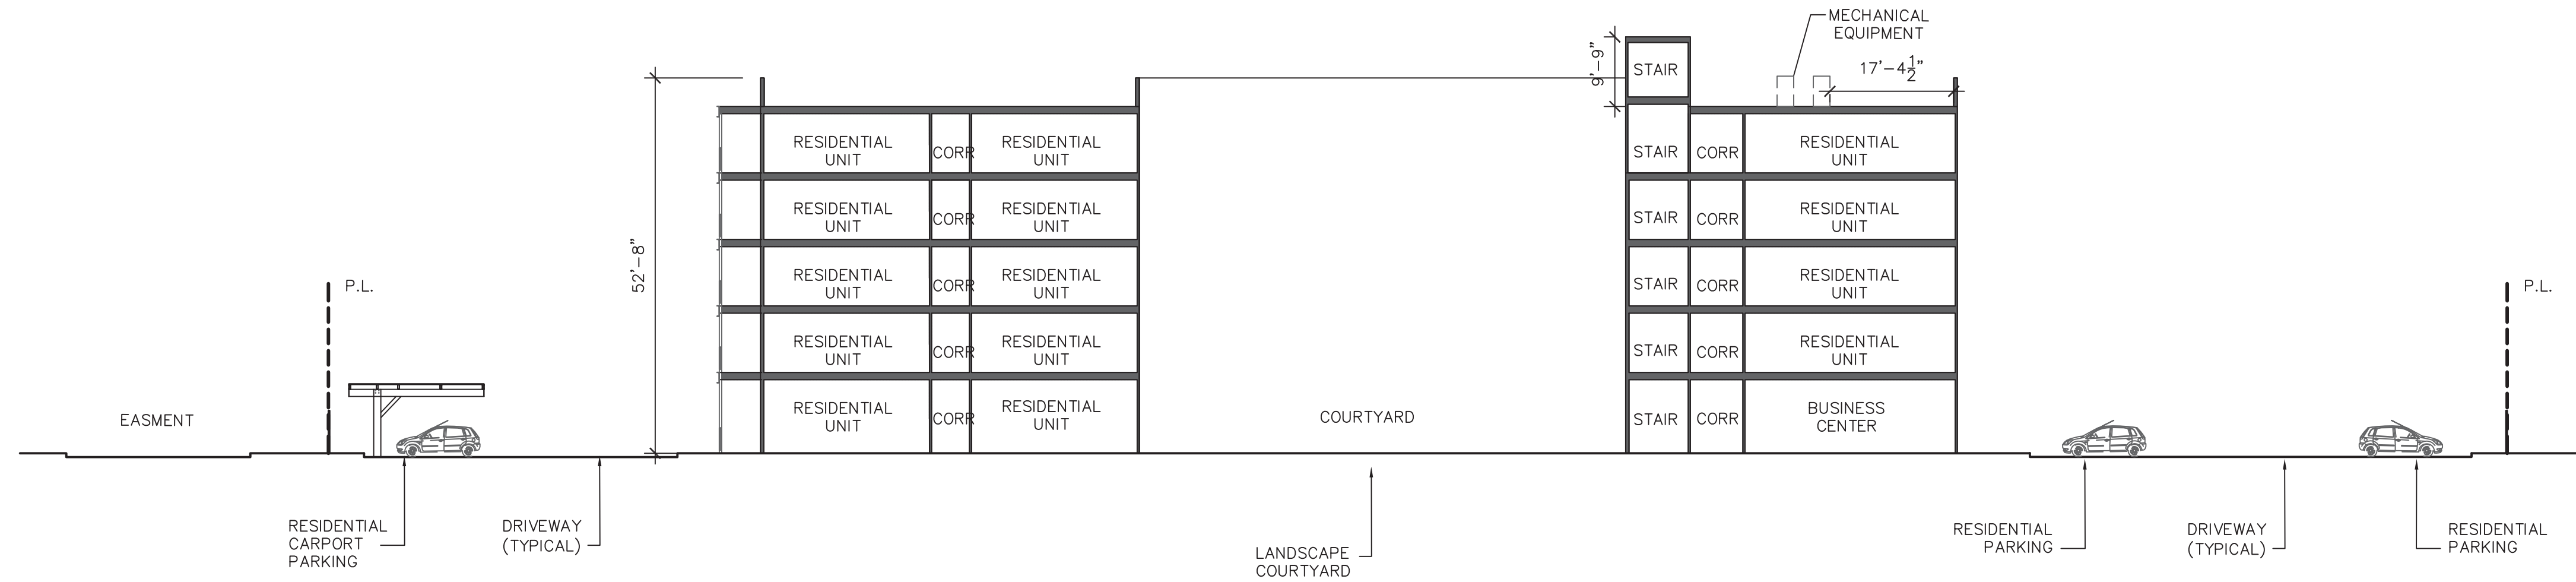 MECHANICAL
EQUIPMENT
9'-9"
STAIR
17'-4 1/2"
RESIDENTIAL
UNIT
CORR
RESIDENTIAL
UNIT
STAIR
CORR
RESIDENTIAL
UNIT
RESIDENTIAL
UNIT
CORR
RESIDENTIAL
UNIT
STAIR
CORR
RESIDENTIAL
UNIT
52'-8"
P.L.
RESIDENTIAL
UNIT
CORR
RESIDENTIAL
UNIT
STAIR
CORR
RESIDENTIAL
UNIT
P.L.
RESIDENTIAL
UNIT
CORR
RESIDENTIAL
UNIT
STAIR
CORR
RESIDENTIAL
UNIT
EASMENT
RESIDENTIAL
UNIT
CORR
RESIDENTIAL
UNIT
COURTYARD
STAIR
CORR
BUSINESS
CENTER
RESIDENTIAL
CARPORT
PARKING
DRIVEWAY
(TYPICAL)
LANDSCAPE
COURTYARD
RESIDENTIAL
PARKING
DRIVEWAY
(TYPICAL)
RESIDENTIAL
PARKING